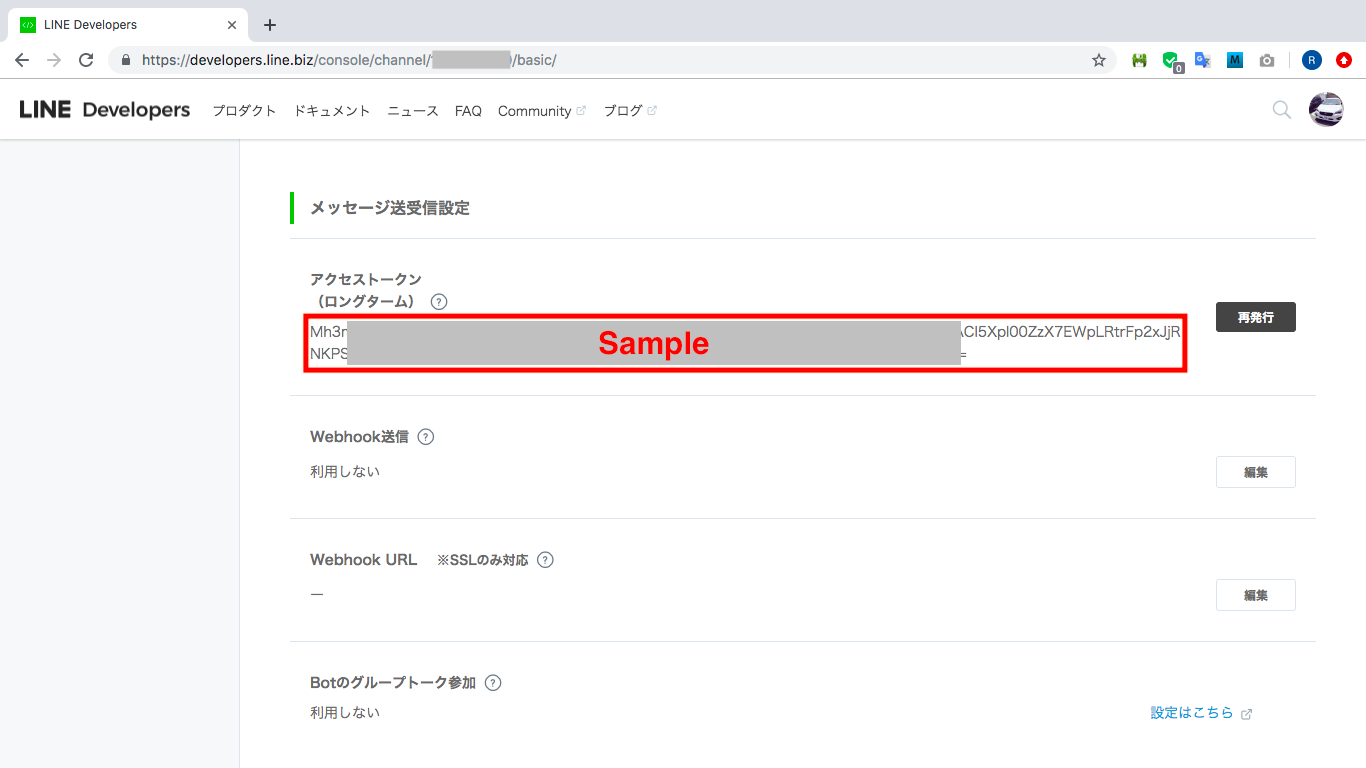 LINE Developers
https://developers.line.biz/console/channel/ /basic/
0
M
R
LINE Developers プロダクト ドキュメント ニュース FAQ Community ブログ
メッセージ送受信設定
アクセストークン
（ロングターム） ?
再発行
Mh3 Sample CI5XpI00ZzX7EWpLRtrFp2xJjR
NKPS =
Webhook送信 ?
利用しない
編集
Webhook URL ※SSLのみ対応 ?
—
編集
Botのグループトーク参加 ?
利用しない
設定はこちら